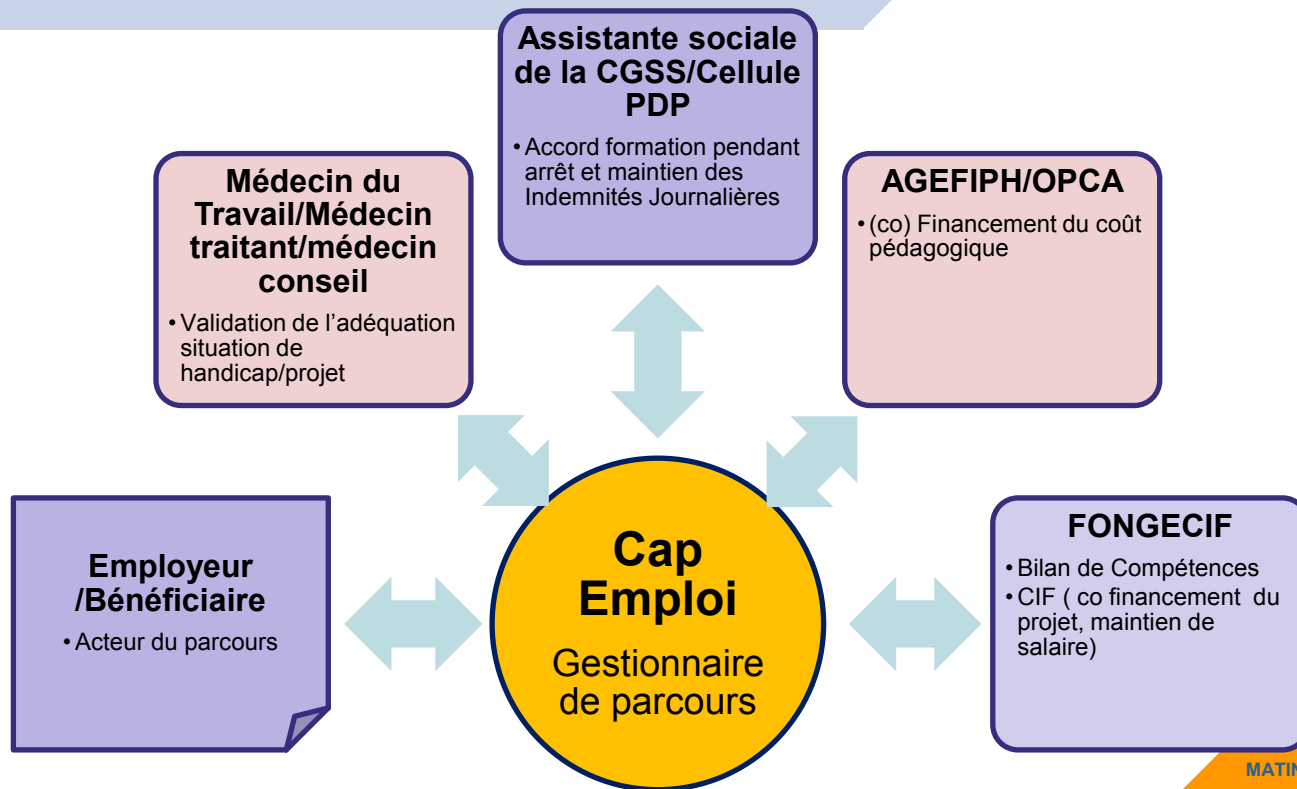 Assistante sociale
de la CGSS/Cellule
PDP
• Accord formation pendant
arrêt et maintien des
Indemnités Journalières
Médecin du
Travail/Médecin
traitant/médecin
conseil
• Validation de l'adéquation
situation de
handicap/projet
AGEFIPH/OPCA
• (co) Financement du coût
pédagogique
Employeur
/Bénéficiaire
• Acteur du parcours
Cap
Emploi
Gestionnaire
de parcours
FONGECIF
• Bilan de Compétences
• CIF ( co financement du
projet, maintien de
salaire)
MATIN